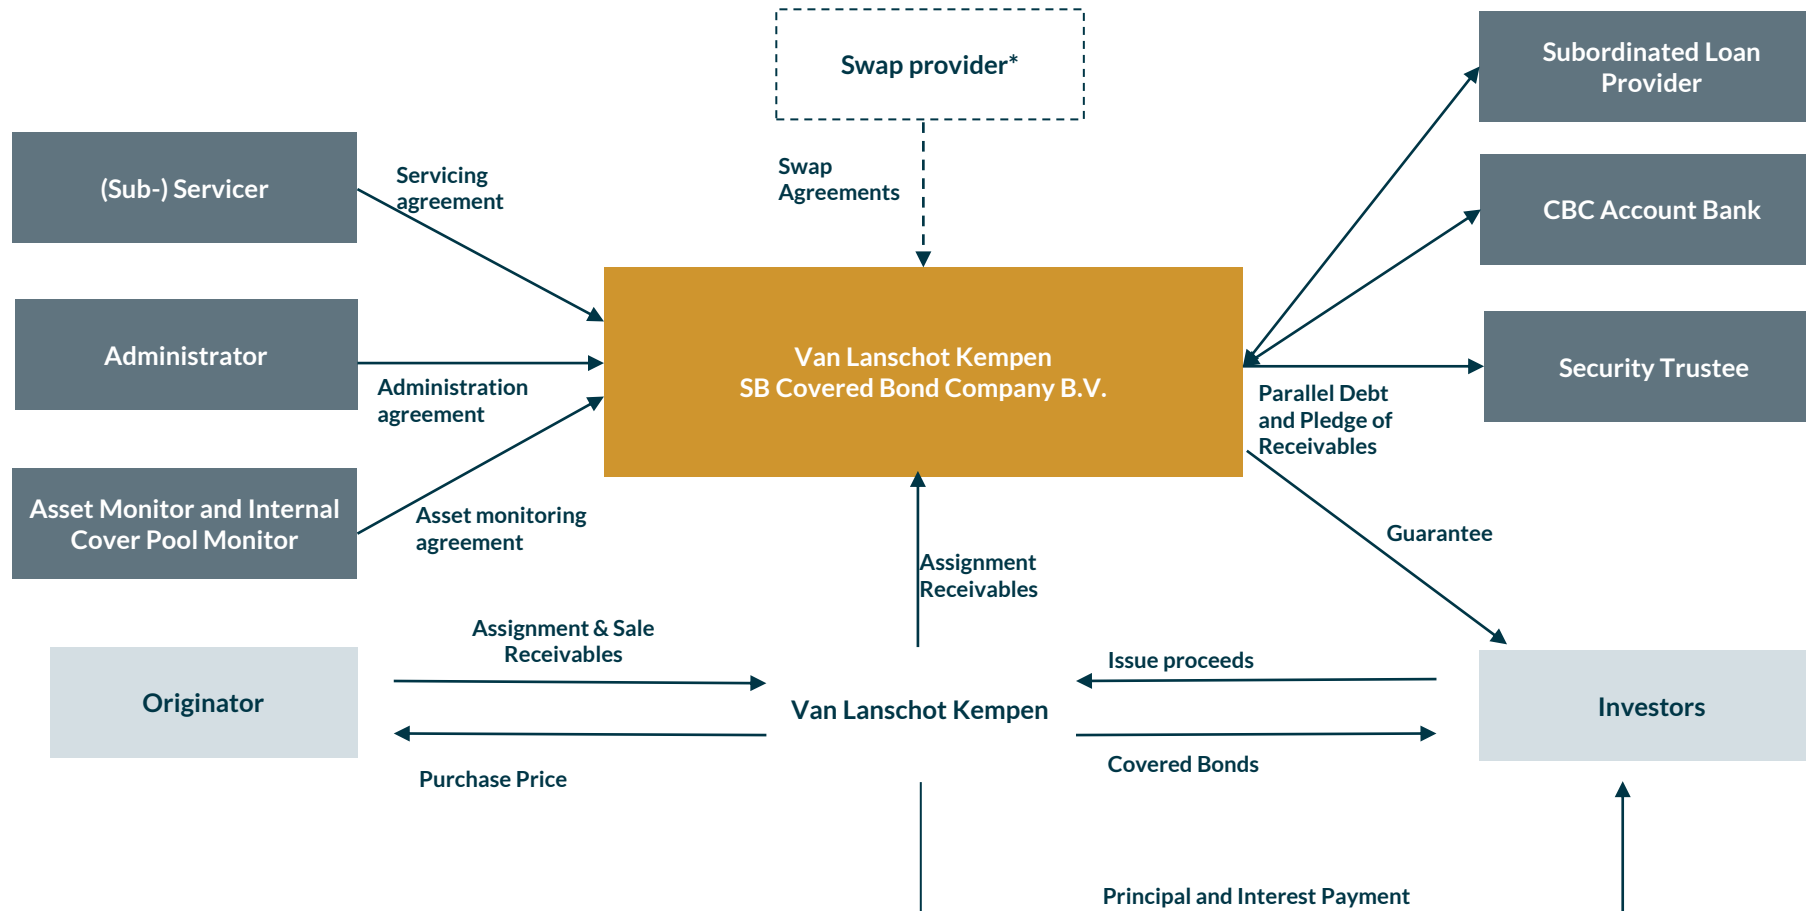 Swap provider*
Subordinated Loan
Provider
(Sub-) Servicer
Servicing
agreement
Swap
Agreements
CBC Account Bank
Administrator
Administration
agreement
Van Lanschot Kempen
SB Covered Bond Company B.V.
Security Trustee
Parallel Debt
and Pledge of
Receivables
Asset Monitor and Internal
Cover Pool Monitor
Asset monitoring
agreement
Guarantee
Assignment
Receivables
Assignment & Sale
Receivables
Issue proceeds
Originator
Van Lanschot Kempen
Investors
Purchase Price
Covered Bonds
Principal and Interest Payment